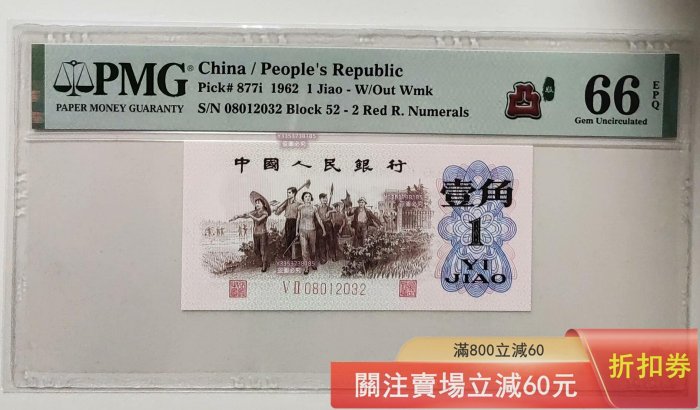 PMG
PAPER MONEY GUARANTY
China / People's Republic
Pick# 877i 1962 1 Jiao - W/Out Wmk
S/N 08012032 Block 52 - 2 Red R. Numerals
凸
66
EPQ
Gem Uncirculated
中國人民銀行
壹角
1
YI
JIAO
VII 08012032
滿800立減60
關注賣場立減60元
折扣券